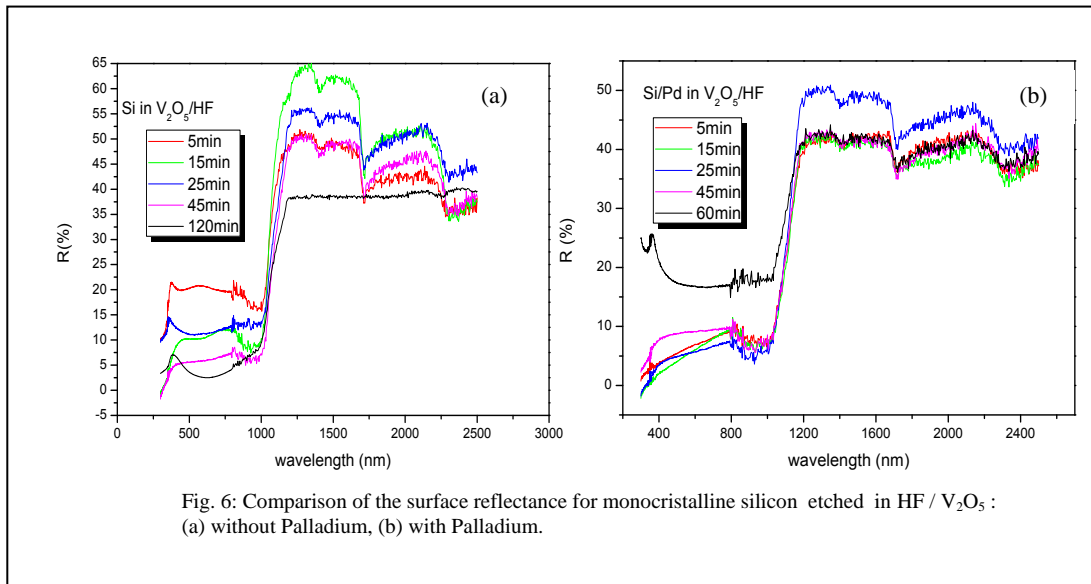 65
60
55
50
45
40
35
30
25
20
15
10
5
0
-5
R(%)
Si in V₂O₅/HF
5min
15min
25min
45min
120min
(a)
0 500 1000 1500 2000 2500 3000
wavelength (nm)
50
40
30
20
10
0
R (%)
Si/Pd in V₂O₅/HF
5min
15min
25min
45min
60min
(b)
400 800 1200 1600 2000 2400
wavelength (nm)
Fig. 6: Comparison of the surface reflectance for monocristalline silicon etched in HF / V₂O₅ :
(a) without Palladium, (b) with Palladium.